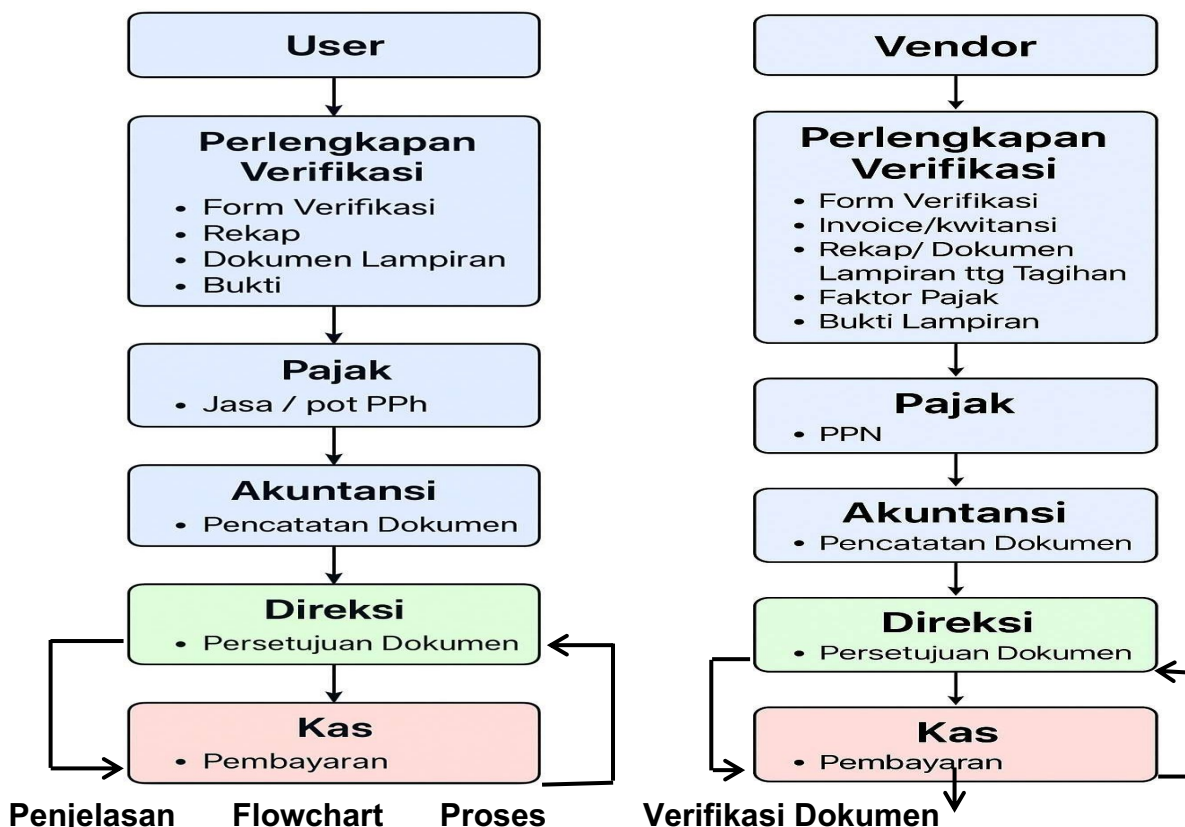 User
Perlengkapan
Verifikasi
• Form Verifikasi
• Rekap
• Dokumen Lampiran
• Bukti
Pajak
• Jasa / pot PPh
Akuntansi
• Pencatatan Dokumen
Direksi
• Persetujuan Dokumen
Kas
• Pembayaran
Vendor
Perlengkapan
Verifikasi
• Form Verifikasi
• Invoice/kwitansi
• Rekap/ Dokumen
Lampiran ttg Tagihan
• Faktor Pajak
• Bukti Lampiran
Pajak
• PPN
Akuntansi
• Pencatatan Dokumen
Direksi
• Persetujuan Dokumen
Kas
• Pembayaran
Penjelasan Flowchart Proses Verifikasi Dokumen